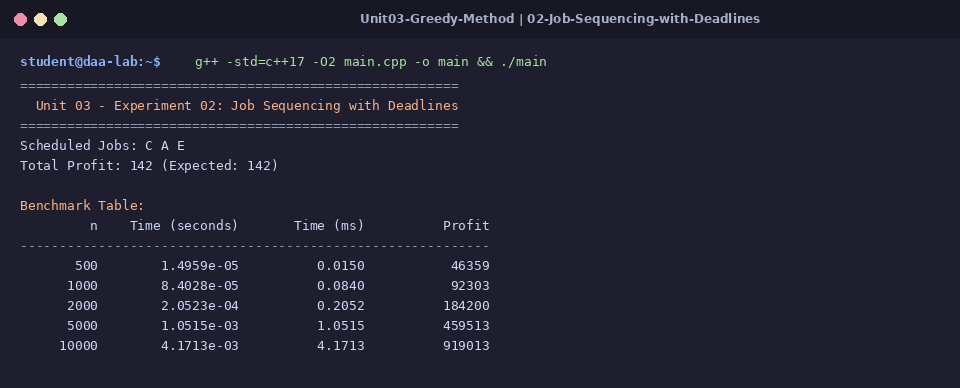 Unit03-Greedy-Method | 02-Job-Sequencing-with-Deadlines
student@daa-lab:~$ g++ -std=c++17 -O2 main.cpp -o main && ./main
========================================================
Unit 03 - Experiment 02: Job Sequencing with Deadlines
========================================================
Scheduled Jobs: C A E
Total Profit: 142 (Expected: 142)
Benchmark Table:
n Time (seconds) Time (ms) Profit
------------------------------------------------------------
500 1.4959e-05 0.0150 46359
1000 8.4028e-05 0.0840 92303
2000 2.0523e-04 0.2052 184200
5000 1.0515e-03 1.0515 459513
10000 4.1713e-03 4.1713 919013